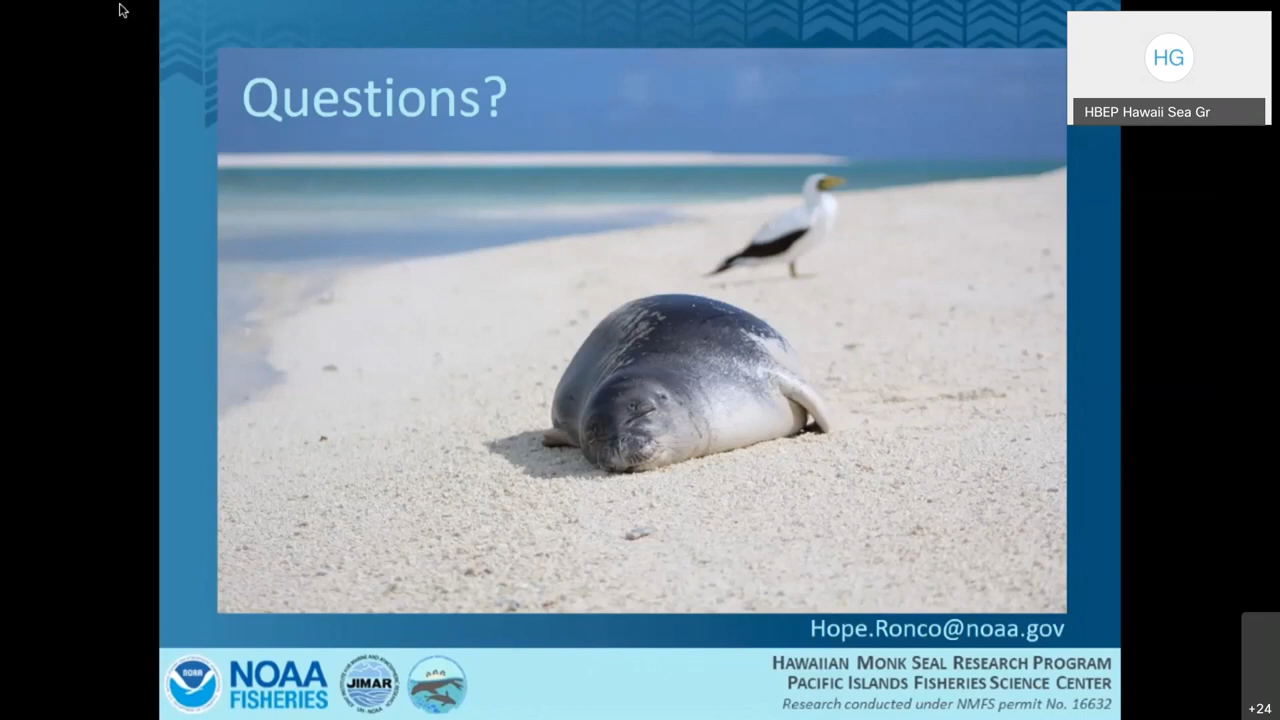 Questions?
HG
HBEP Hawaii Sea Gr
Hope.Ronco@noaa.gov
NOAA
NOAA
FISHERIES
JIMAR
HAWAIIAN MONK SEAL RESEARCH PROGRAM
PACIFIC ISLANDS FISHERIES SCIENCE CENTER
Research conducted under NMFS permit No. 16632
+24